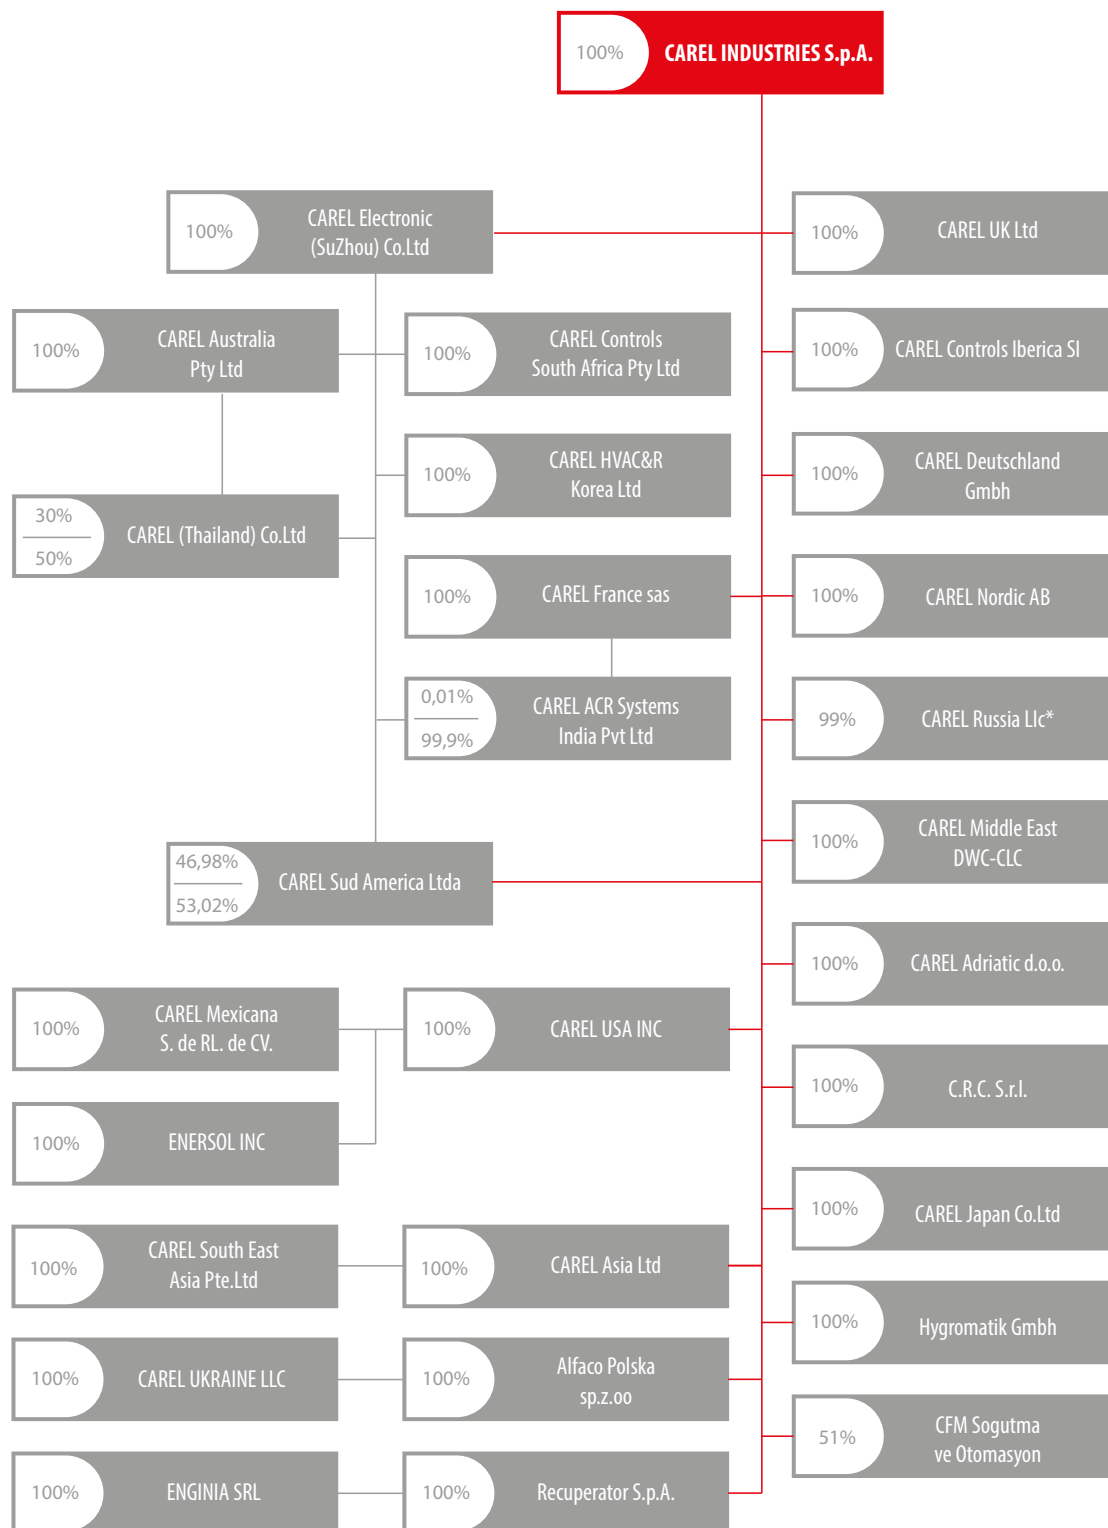 100%
CAREL INDUSTRIES S.p.A.
100%
CAREL Electronic
(SuZhou) Co.Ltd
100%
CAREL UK Ltd
100%
CAREL Australia
Pty Ltd
100%
CAREL Controls
South Africa Pty Ltd
100%
CAREL Controls Iberica Sl
100%
CAREL HVAC&R
Korea Ltd
100%
CAREL Deutschland
Gmbh
30%
50%
CAREL (Thailand) Co.Ltd
100%
CAREL France sas
100%
CAREL Nordic AB
0,01%
99,9%
CAREL ACR Systems
India Pvt Ltd
99%
CAREL Russia Llc*
100%
CAREL Middle East
DWC-CLC
46,98%
53,02%
CAREL Sud America Ltda
100%
CAREL Adriatic d.o.o.
100%
CAREL Mexicana
S. de RL. de CV.
100%
CAREL USA INC
100%
C.R.C. S.r.l.
100%
ENERSOL INC
100%
CAREL Japan Co.Ltd
100%
CAREL South East
Asia Pte.Ltd
100%
CAREL Asia Ltd
100%
Hygromatik Gmbh
100%
CAREL UKRAINE LLC
100%
Alfaco Polska
sp.z.oo
51%
CFM Sogutma
ve Otomasyon
100%
ENGINIA SRL
100%
Recuperator S.p.A.